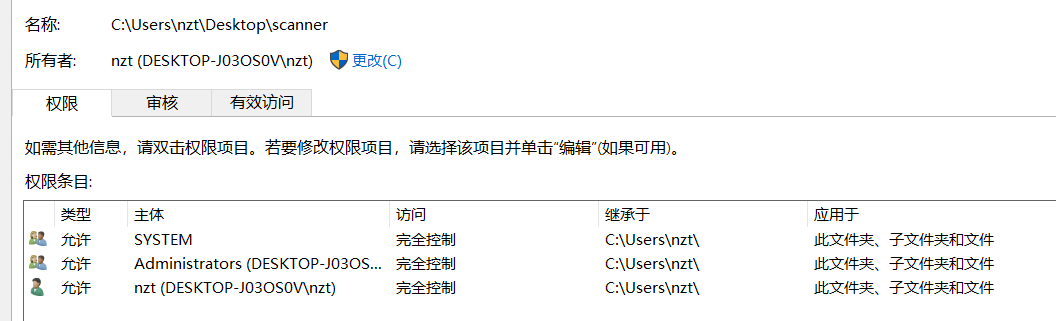 名称: C:\Users\nzt\Desktop\scanner
所有者: nzt (DESKTOP-J03OS0V\nzt) 更改(C)
权限 审核 有效访问
如需其他信息，请双击权限项目。若要修改权限项目，请选择该项目并单击“编辑”(如果可用)。
权限条目:
类型 主体 访问 继承于 应用于
允许 SYSTEM 完全控制 C:\Users\nzt\ 此文件夹、子文件夹和文件
允许 Administrators (DESKTOP-J03OS... 完全控制 C:\Users\nzt\ 此文件夹、子文件夹和文件
允许 nzt (DESKTOP-J03OS0V\nzt) 完全控制 C:\Users\nzt\ 此文件夹、子文件夹和文件